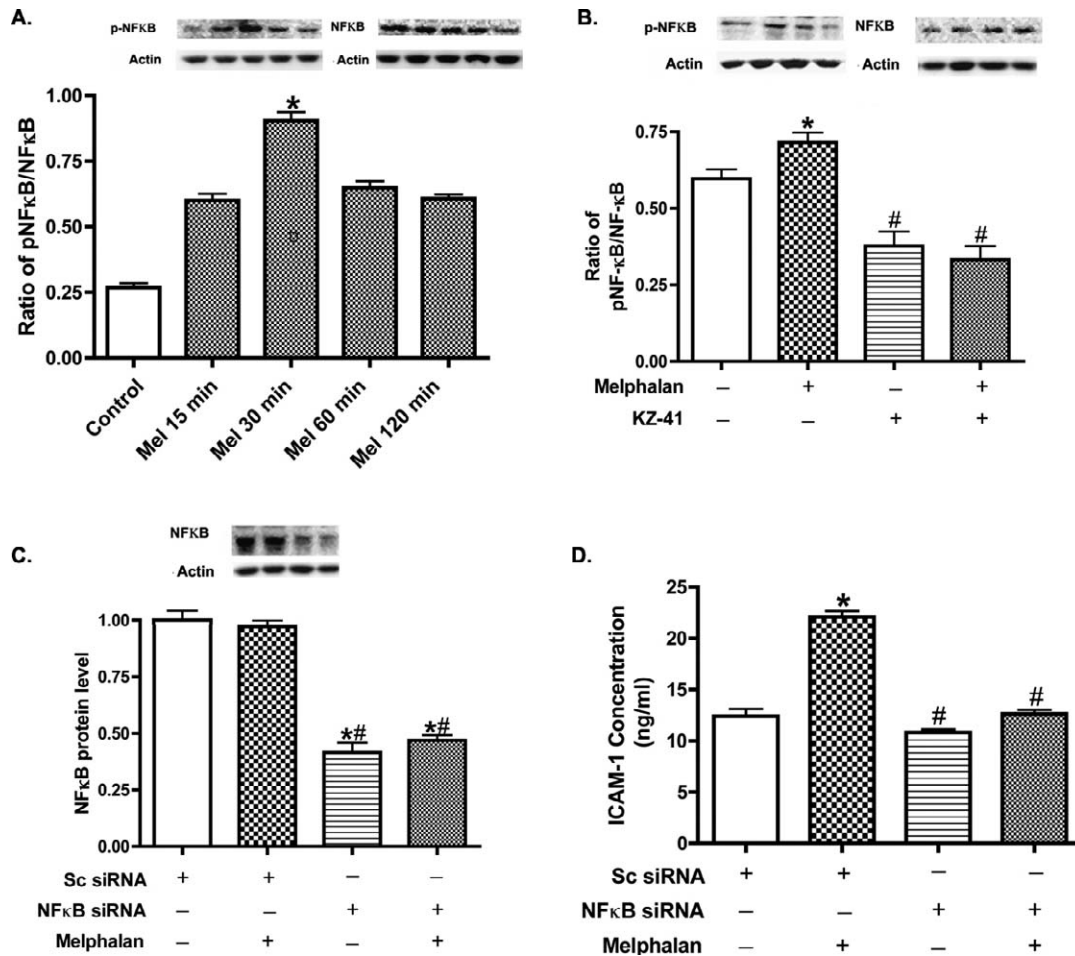 A.
p-NFKB
NFKB
Actin
Actin
Ratio of pNFκB/NFκB
1.00
0.75
0.50
0.25
0.00
*
Control
Mel 15 min
Mel 30 min
Mel 60 min
Mel 120 min
B.
p-NFKB
NFKB
Actin
Actin
Ratio of
pNF-κB/NF-κB
0.75
0.50
0.25
0.00
*
#
#
Melphalan – + – +
KZ-41 – – + +
C.
NFKB
Actin
NFκB protein level
1.00
0.75
0.50
0.25
0.00
*#
*#
Sc siRNA + + – –
NFκB siRNA – – + +
Melphalan – + – +
D.
ICAM-1 Concentration
(ng/ml)
25
20
15
10
5
0
*
#
#
Sc siRNA + + – –
NFκB siRNA – – + +
Melphalan – + – +